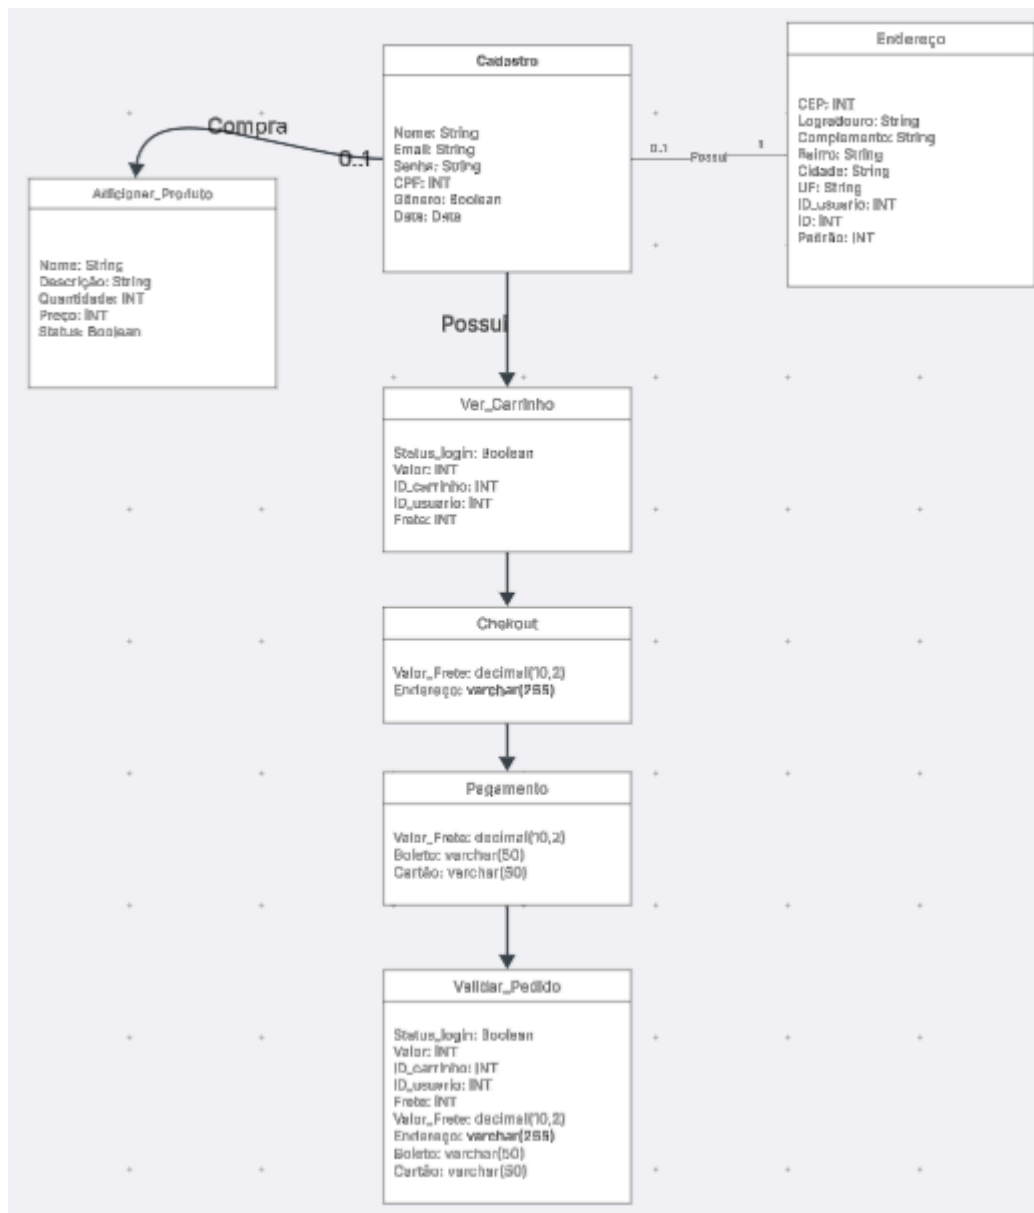 Cadastro
Nome: String
Email: String
Senha: String
CPF: INT
Gênero: Boolean
Data: Data
Endereço
CEP: INT
Logradouro: String
Complemento: String
Bairro: String
Cidade: String
UF: String
ID_usuario: INT
ID: INT
Padrão: INT
Compra
0..1
0..1
Possui
1
Adicionar_Produto
Nome: String
Descrição: String
Quantidade: INT
Preço: INT
Status: Boolean
Possui
Ver_Carrinho
Status_login: Boolean
Valor: INT
ID_carrinho: INT
ID_usuario: INT
Frete: INT
Chekout
Valor_Frete: decimal(10,2)
Endereço: varchar(255)
Pagamento
Valor_Frete: decimal(10,2)
Boleto: varchar(50)
Cartão: varchar(50)
Validar_Pedido
Status_login: Boolean
Valor: INT
ID_carrinho: INT
ID_usuario: INT
Frete: INT
Valor_Frete: decimal(10,2)
Endereço: varchar(255)
Boleto: varchar(50)
Cartão: varchar(50)